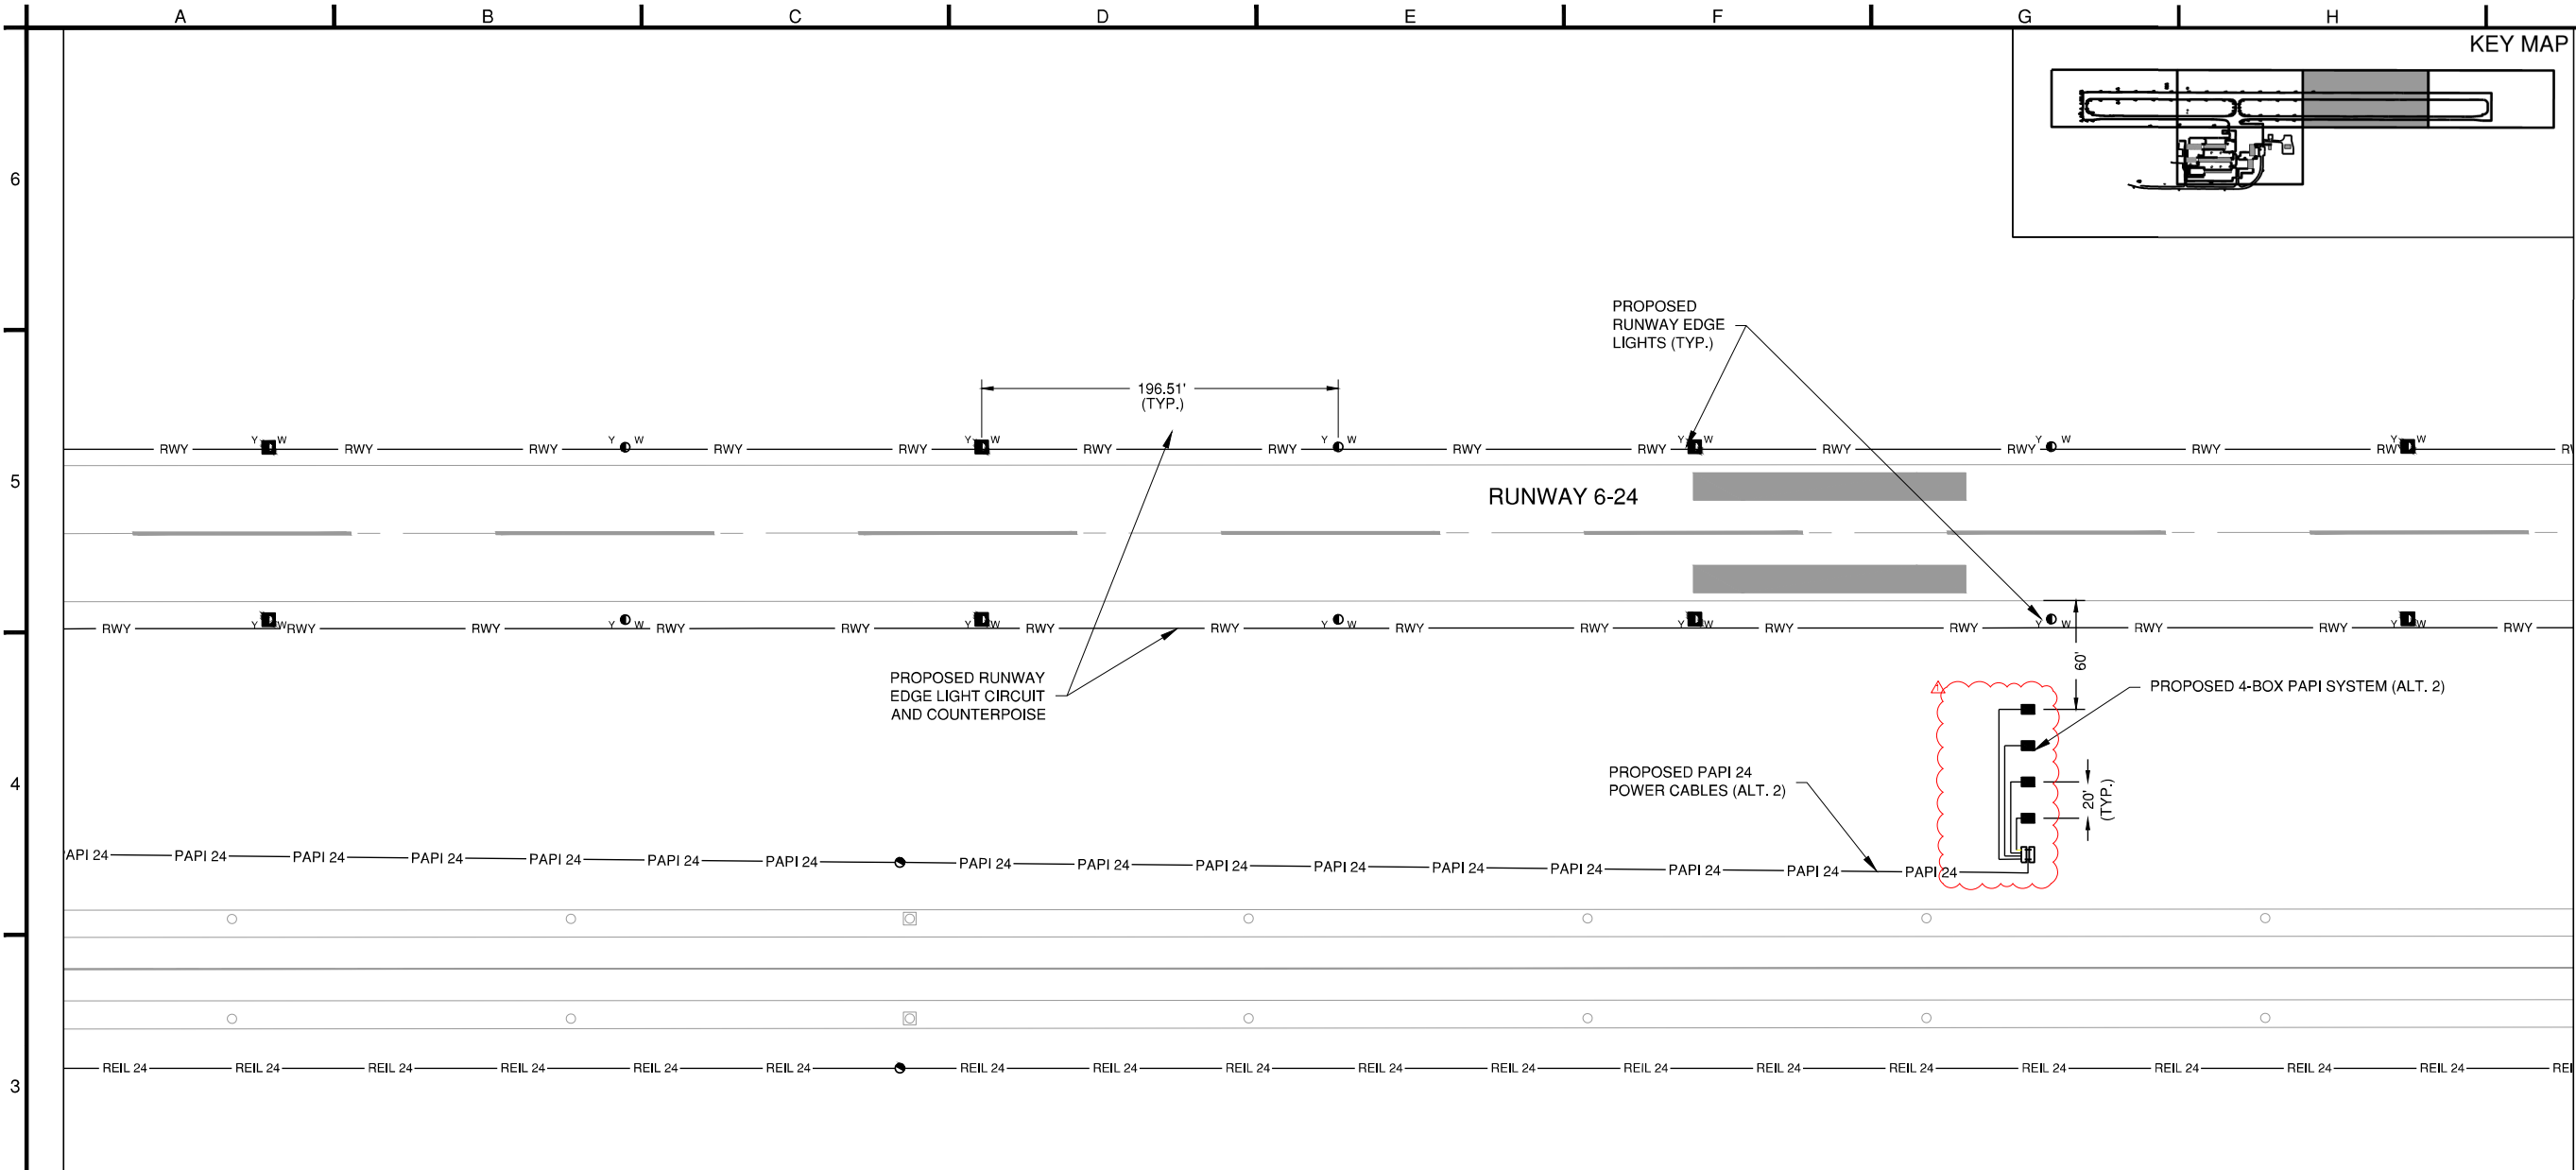 A B C D E F G H
KEY MAP
6
PROPOSED
RUNWAY EDGE
LIGHTS (TYP.)
196.51'
(TYP.)
Y W Y W Y W Y W Y W Y W Y W
RWY RWY RWY RWY RWY RWY RWY RWY RWY RWY RWY RWY RWY
5
RUNWAY 6-24
RWY RWY RWY RWY RWY RWY RWY RWY RWY RWY RWY RWY RWY RWY
Y W Y W Y W Y W Y W Y W Y W
60'
PROPOSED RUNWAY
EDGE LIGHT CIRCUIT
AND COUNTERPOISE
PROPOSED 4-BOX PAPI SYSTEM (ALT. 2)
4
PROPOSED PAPI 24
POWER CABLES (ALT. 2)
20'
(TYP.)
API 24 PAPI 24 PAPI 24 PAPI 24 PAPI 24 PAPI 24 PAPI 24 PAPI 24 PAPI 24 PAPI 24 PAPI 24 PAPI 24 PAPI 24 PAPI 24 PAPI 24 PAPI 24
REIL 24 REIL 24 REIL 24 REIL 24 REIL 24 REIL 24 REIL 24 REIL 24 REIL 24 REIL 24 REIL 24 REIL 24 REIL 24 REIL 24 REIL 24 REIL 24 REIL 24 REIL 24 REI
3